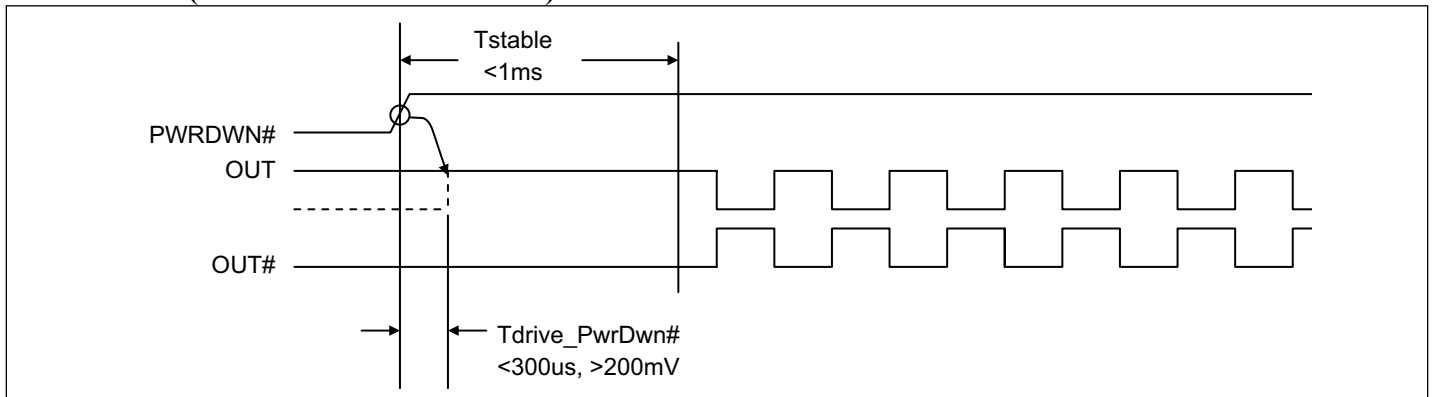 Tstable
<1ms
PWRDWN#
OUT
OUT#
Tdrive_PwrDwn#
<300us, >200mV